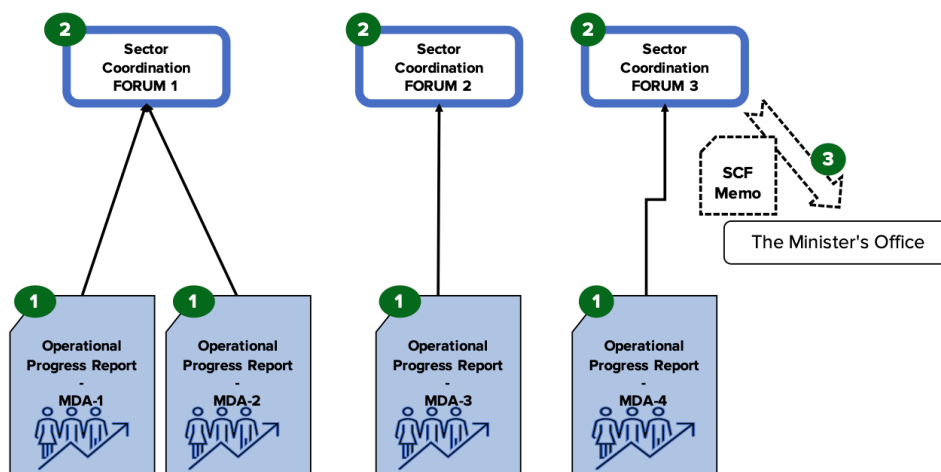 2
Sector
Coordination
FORUM 1
2
Sector
Coordination
FORUM 2
2
Sector
Coordination
FORUM 3
3
SCF
Memo
The Minister's Office
1
Operational
Progress Report
-
MDA-1
1
Operational
Progress Report
-
MDA-2
1
Operational
Progress Report
-
MDA-3
1
Operational
Progress Report
-
MDA-4